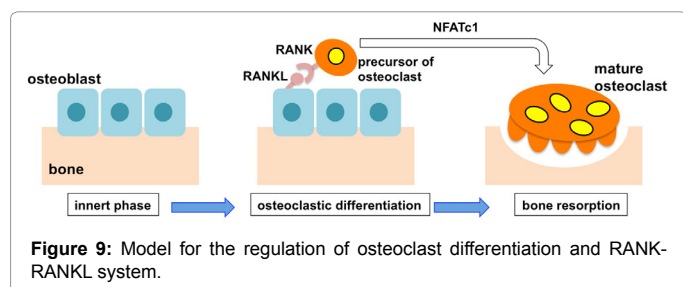 NFATc1
RANK
precursor of
osteoclast
RANKL
osteoblast
mature
osteoclast
bone
innert phase
osteoclastic differentiation
bone resorption
Figure 9: Model for the regulation of osteoclast differentiation and RANK-
RANKL system.